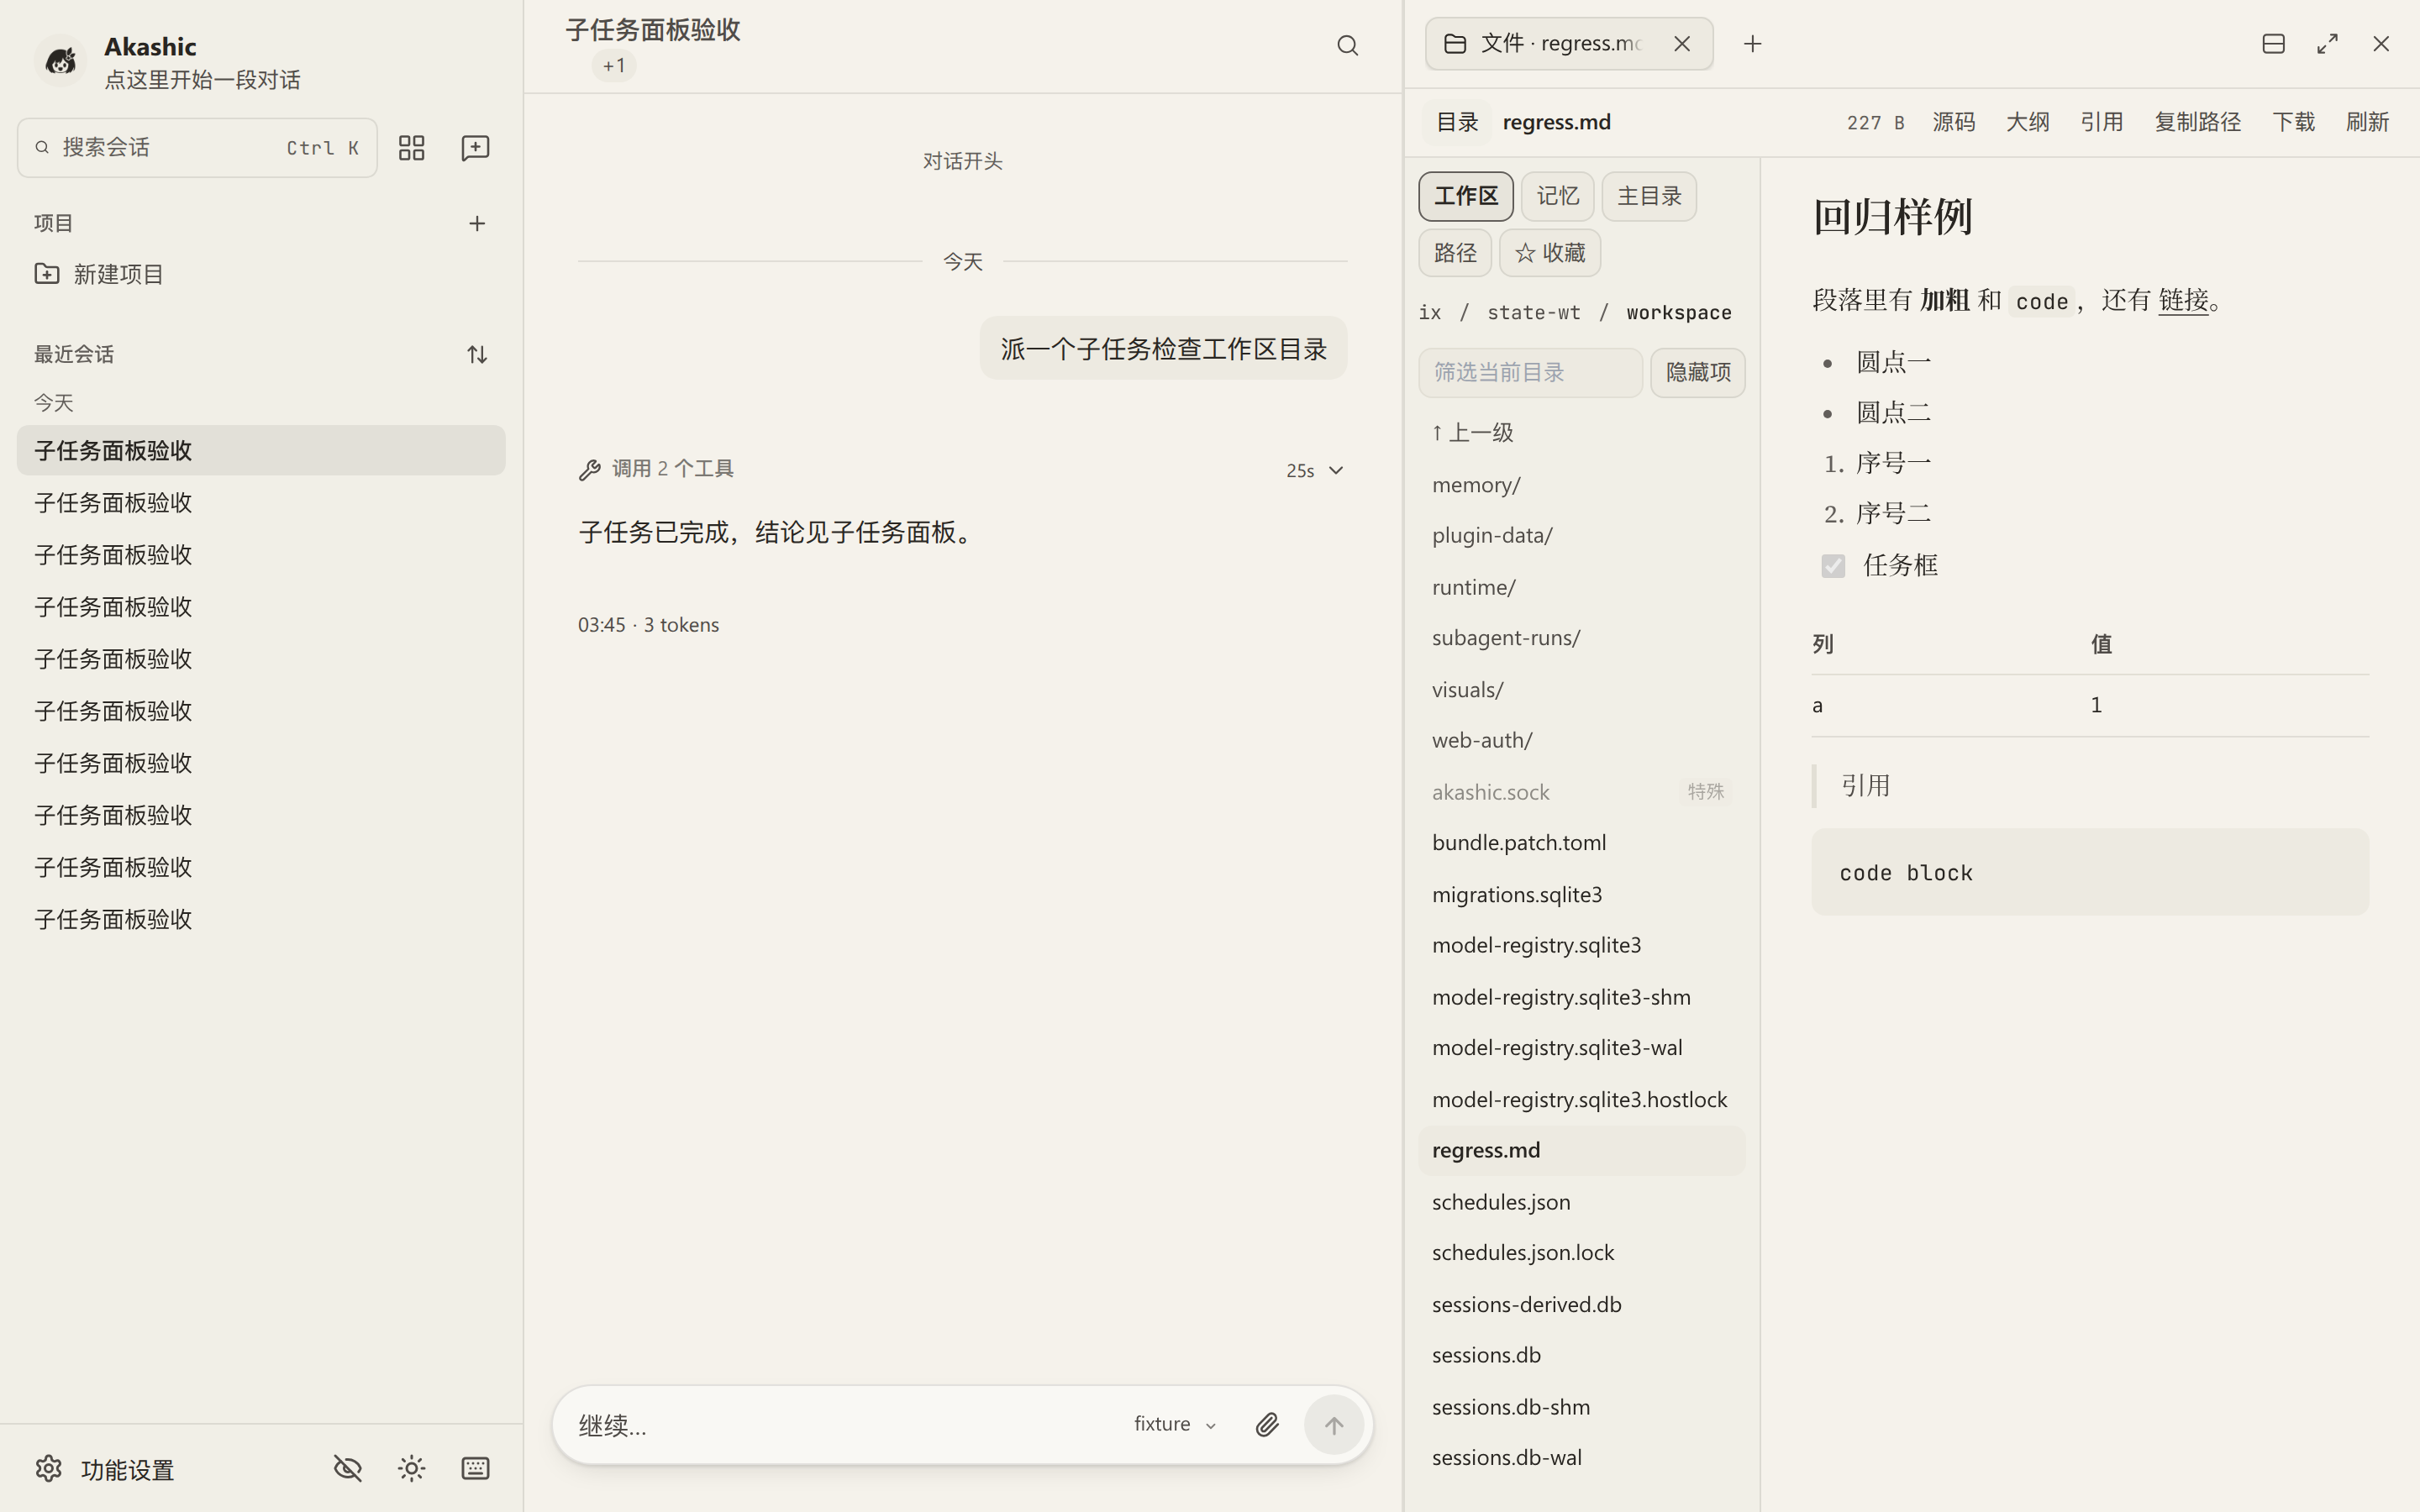 Akashic
点这里开始一段对话
搜索会话 Ctrl K
项目
新建项目
最近会话
今天
子任务面板验收
子任务面板验收
子任务面板验收
子任务面板验收
子任务面板验收
子任务面板验收
子任务面板验收
子任务面板验收
子任务面板验收
子任务面板验收
功能设置
子任务面板验收
+1
对话开头
今天
派一个子任务检查工作区目录
调用 2 个工具 25s
子任务已完成，结论见子任务面板。
03:45 · 3 tokens
继续... fixture
文件 · regress.md
目录 regress.md 227 B 源码 大纲 引用 复制路径 下载 刷新
工作区 记忆 主目录
路径 ☆ 收藏
ix / state-wt / workspace
筛选当前目录 隐藏项
↑ 上一级
memory/
plugin-data/
runtime/
subagent-runs/
visuals/
web-auth/
akashic.sock 特殊
bundle.patch.toml
migrations.sqlite3
model-registry.sqlite3
model-registry.sqlite3-shm
model-registry.sqlite3-wal
model-registry.sqlite3.hostlock
regress.md
schedules.json
schedules.json.lock
sessions-derived.db
sessions.db
sessions.db-shm
sessions.db-wal
回归样例
段落里有 加粗 和 code，还有 链接。
• 圆点一
• 圆点二
1. 序号一
2. 序号二
任务框
列 值
a 1
引用
code block